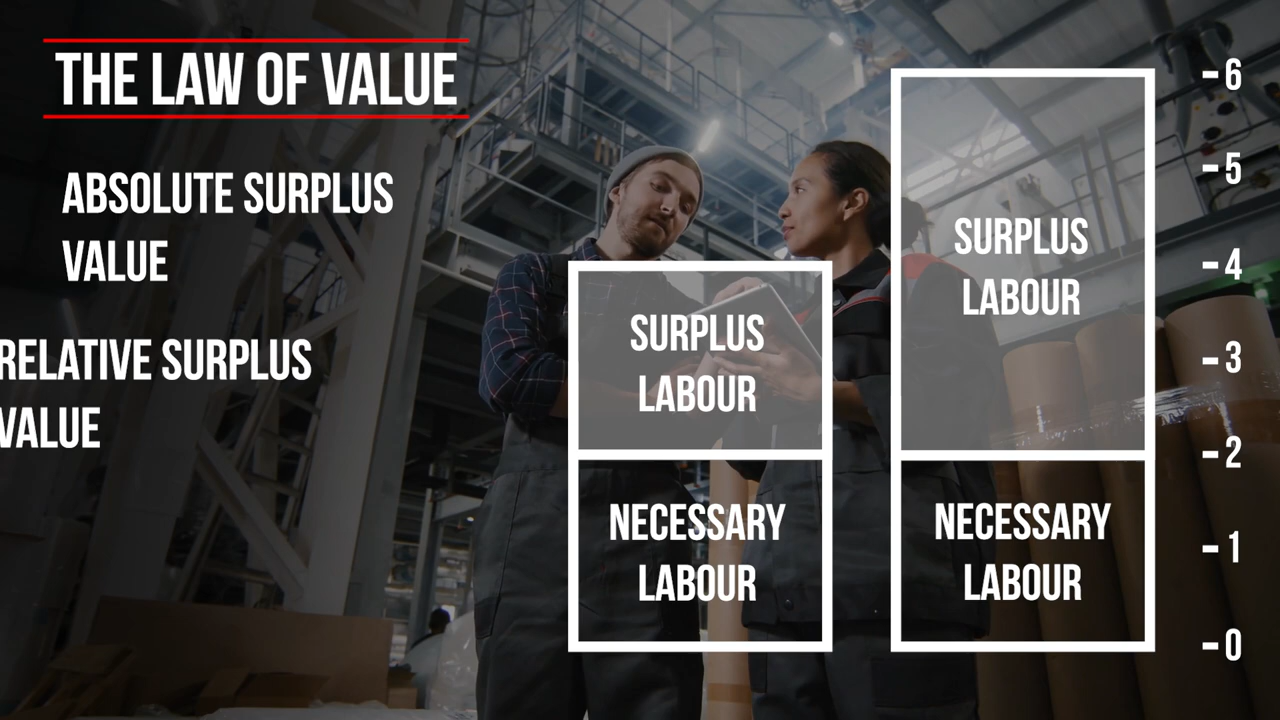 THE LAW OF VALUE
ABSOLUTE SURPLUS
VALUE
RELATIVE SURPLUS
VALUE
SURPLUS
LABOUR
NECESSARY
LABOUR
SURPLUS
LABOUR
NECESSARY
LABOUR
-6
-5
-4
-3
-2
-1
-0